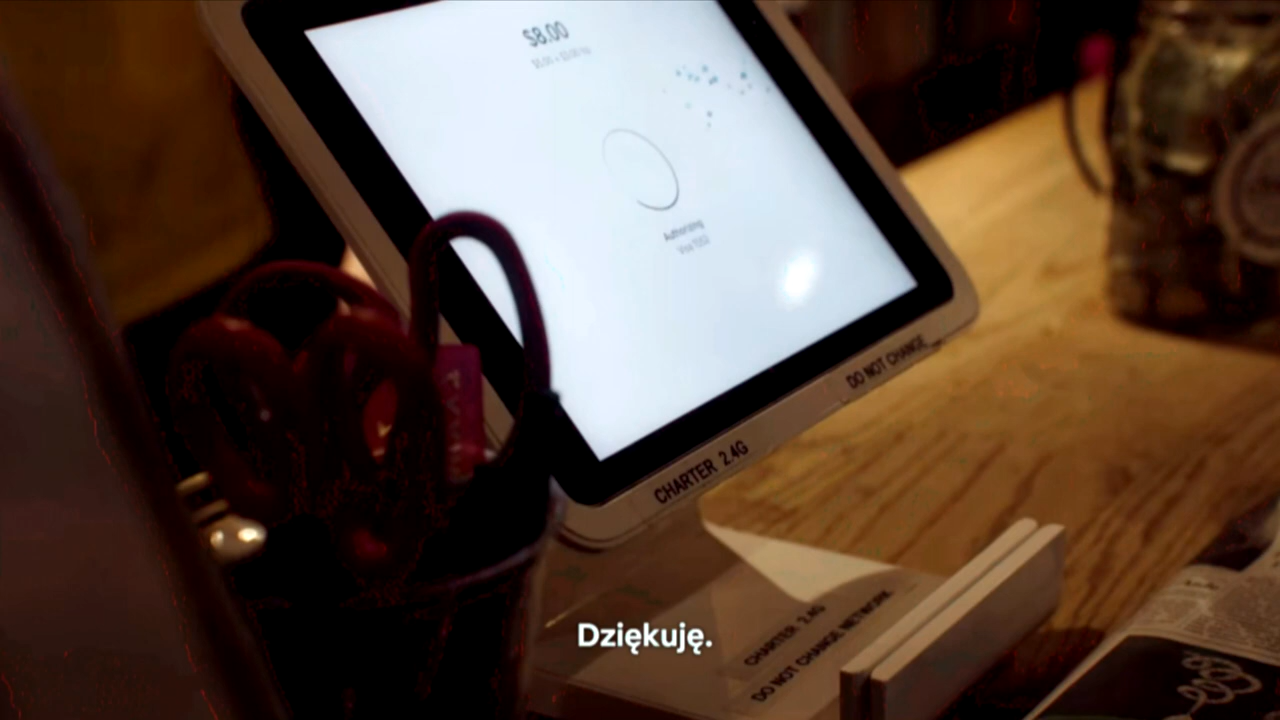 $8.00
Authorizing
DO NOT CHANGE
CHARTER 2.4G
CHARTER 2.4G
DO NOT CHANGE NETWORK
Dziękuję.